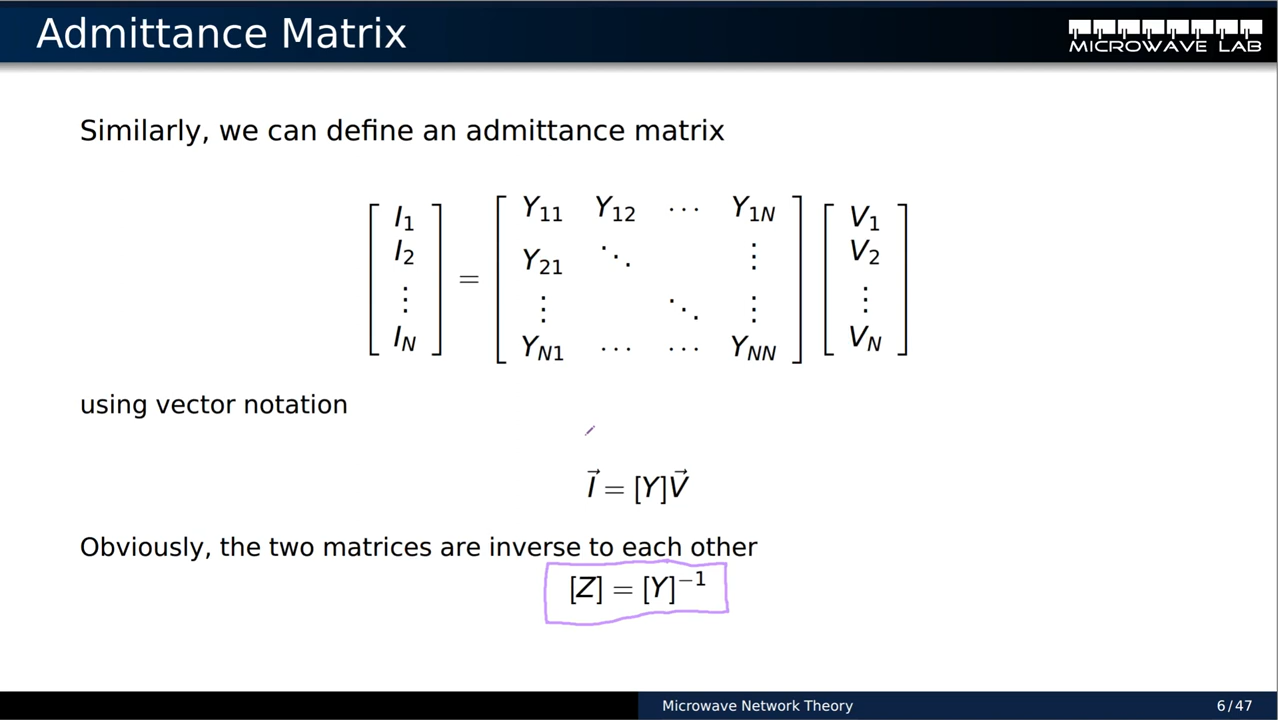 Admittance Matrix
MICROWAVE LAB
Similarly, we can define an admittance matrix
[ I₁ ] [ Y₁₁ Y₁₂ ⋯ Y₁N ] [ V₁ ]
[ I₂ ] = [ Y₂₁ ⋱ ⋮ ] [ V₂ ]
[ ⋮ ] [ ⋮ ⋱ ⋮ ] [ ⋮ ]
[ I_N ] [ Y_N1 ⋯ ⋯ Y_NN ] [ V_N ]
using vector notation
I⃗ = [Y]V⃗
Obviously, the two matrices are inverse to each other
[Z] = [Y]⁻¹
Microwave Network Theory 6 / 47